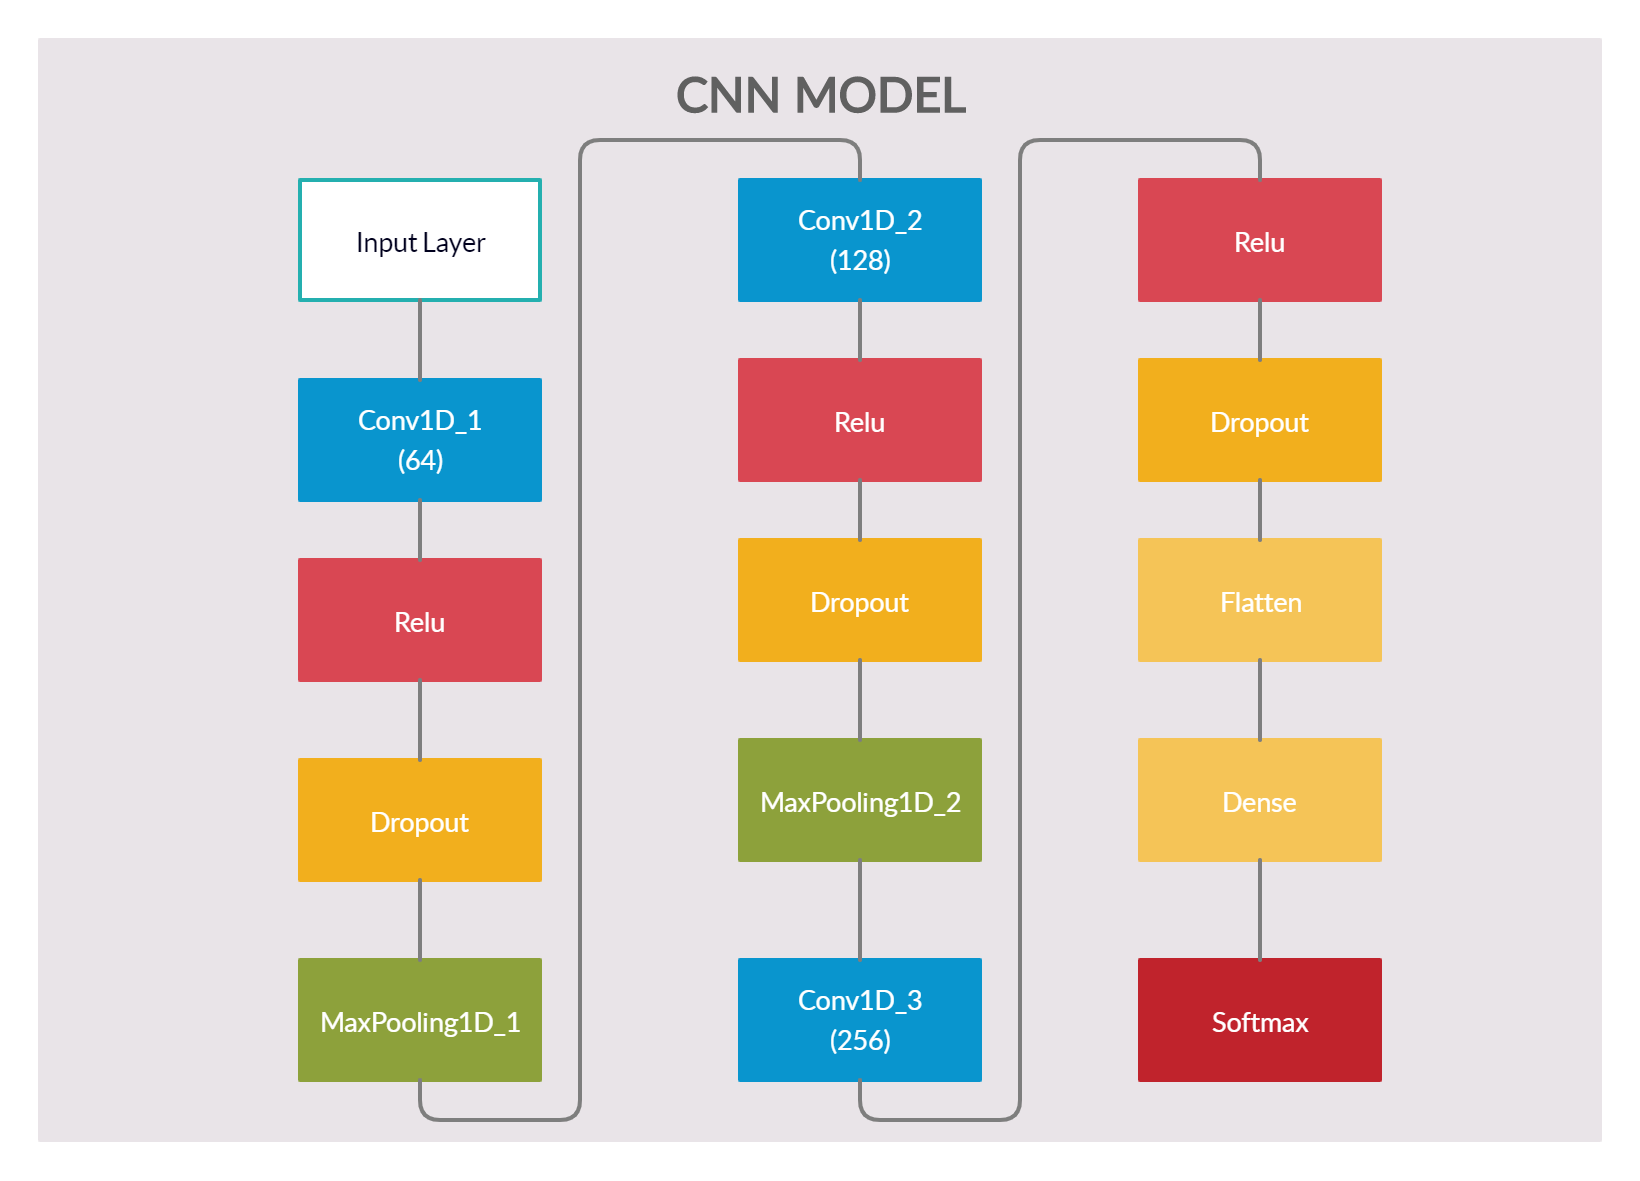 CNN MODEL
Input Layer
Conv1D_1
(64)
Relu
Dropout
MaxPooling1D_1
Conv1D_2
(128)
Relu
Dropout
MaxPooling1D_2
Conv1D_3
(256)
Relu
Dropout
Flatten
Dense
Softmax